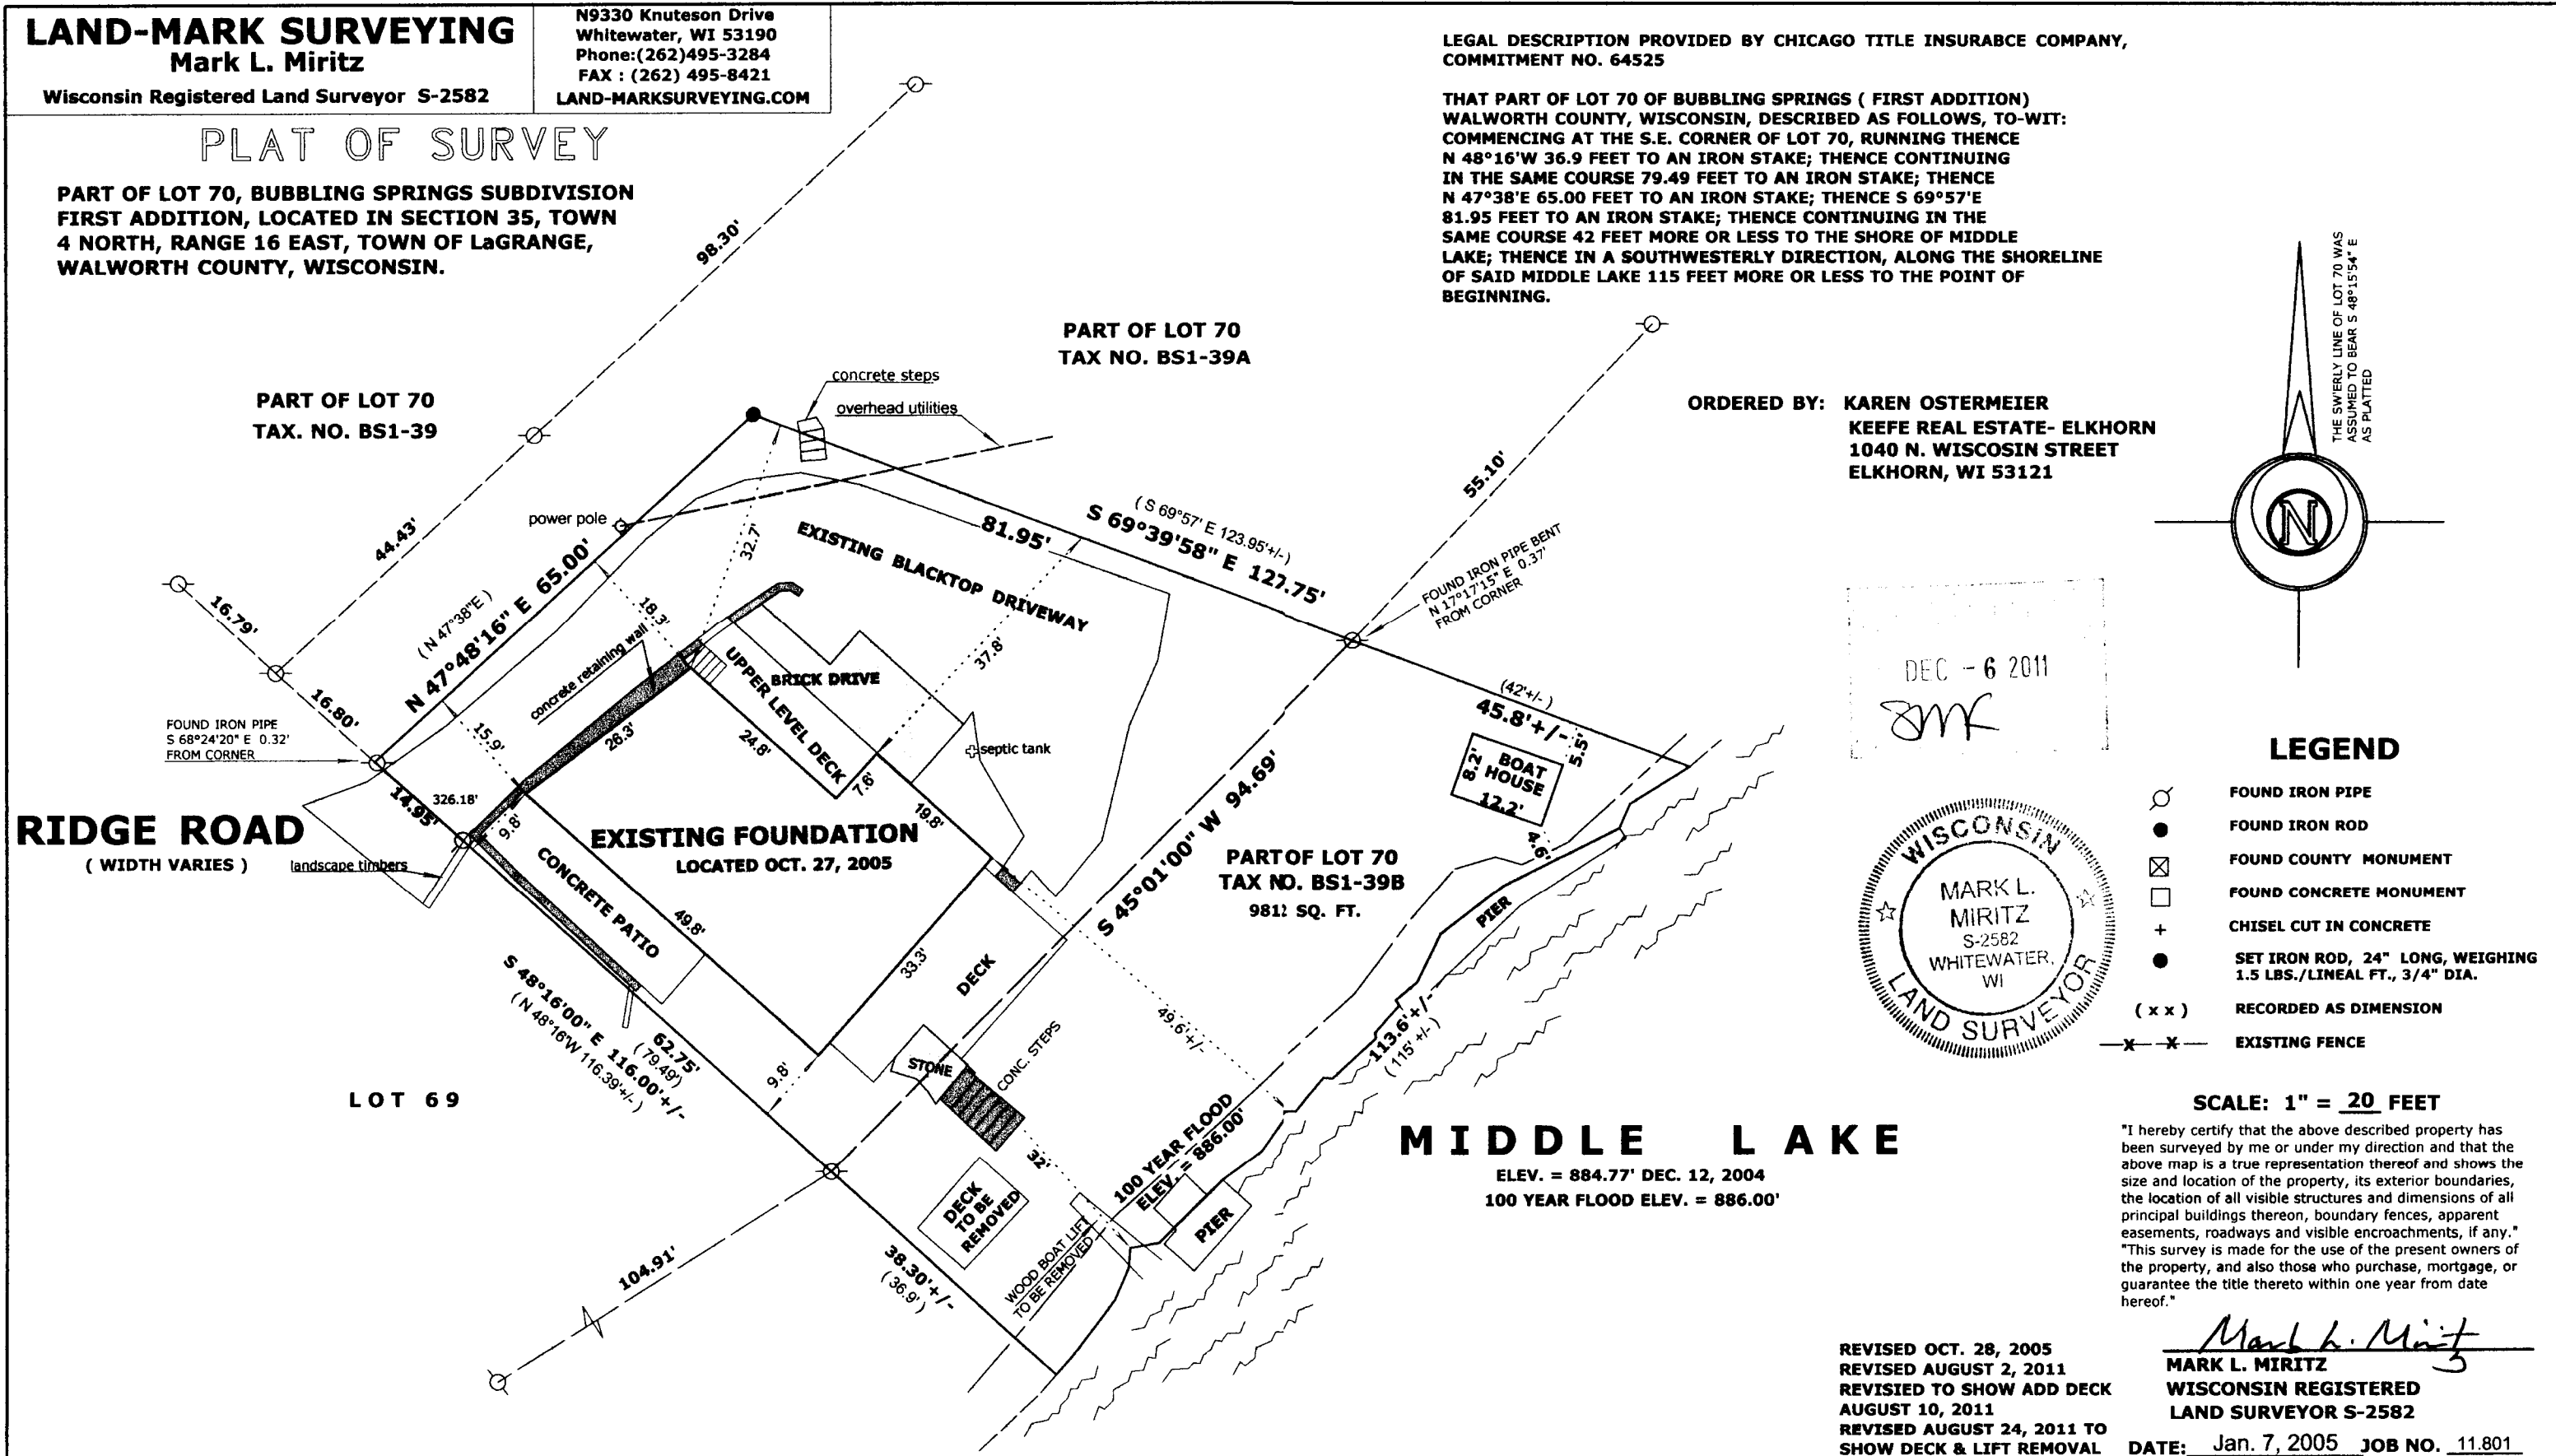 LAND-MARK SURVEYING
Mark L. Miritz
Wisconsin Registered Land Surveyor S-2582
N9330 Knuteson Drive
Whitewater, WI 53190
Phone:(262)495-3284
FAX : (262) 495-8421
LAND-MARKSURVEYING.COM
PLAT OF SURVEY
PART OF LOT 70, BUBBLING SPRINGS SUBDIVISION
FIRST ADDITION, LOCATED IN SECTION 35, TOWN
4 NORTH, RANGE 16 EAST, TOWN OF LaGRANGE,
WALWORTH COUNTY, WISCONSIN.
LEGAL DESCRIPTION PROVIDED BY CHICAGO TITLE INSURABCE COMPANY,
COMMITMENT NO. 64525
THAT PART OF LOT 70 OF BUBBLING SPRINGS ( FIRST ADDITION)
WALWORTH COUNTY, WISCONSIN, DESCRIBED AS FOLLOWS, TO-WIT:
COMMENCING AT THE S.E. CORNER OF LOT 70, RUNNING THENCE
N 48°16'W 36.9 FEET TO AN IRON STAKE; THENCE CONTINUING
IN THE SAME COURSE 79.49 FEET TO AN IRON STAKE; THENCE
N 47°38'E 65.00 FEET TO AN IRON STAKE; THENCE S 69°57'E
81.95 FEET TO AN IRON STAKE; THENCE CONTINUING IN THE
SAME COURSE 42 FEET MORE OR LESS TO THE SHORE OF MIDDLE
LAKE; THENCE IN A SOUTHWESTERLY DIRECTION, ALONG THE SHORELINE
OF SAID MIDDLE LAKE 115 FEET MORE OR LESS TO THE POINT OF
BEGINNING.
THE SW'ERLY LINE OF LOT 70 WAS
ASSUMED TO BEAR S 48°15'54" E
AS PLATTED
N
ORDERED BY: KAREN OSTERMEIER
KEEFE REAL ESTATE- ELKHORN
1040 N. WISCOSIN STREET
ELKHORN, WI 53121
PART OF LOT 70
TAX NO. BS1-39A
PART OF LOT 70
TAX. NO. BS1-39
98.30'
44.43'
16.79'
16.80'
55.10'
concrete steps
overhead utilities
power pole
( N 47°38"E )
N 47°48'16" E 65.00'
32.7'
18.3'
15.9'
81.95'
( S 69°57' E 123.95'+/-)
S 69°39'58" E 127.75'
FOUND IRON PIPE BENT
N 17°17'15" E 0.37'
FROM CORNER
EXISTING BLACKTOP DRIVEWAY
37.8'
concrete retaining wall
UPPER LEVEL DECK
BRICK DRIVE
26.3'
24.8'
7.6'
septic tank
19.8'
FOUND IRON PIPE
S 68°24'20" E 0.32'
FROM CORNER
14.95'
326.18'
9.8'
RIDGE ROAD
( WIDTH VARIES )
landscape timbers
EXISTING FOUNDATION
LOCATED OCT. 27, 2005
CONCRETE PATIO
49.8'
33.3'
DECK
S 45°01'00" W 94.69'
(42'+/-)
45.8'+/-
5.5'
8.2'
BOAT
HOUSE
12.2'
4.6'
PART OF LOT 70
TAX NO. BS1-39B
9812 SQ. FT.
PIER
113.6'+/-
(115' +/-)
49.6'+/-
S 48°16'00" E 116.00'+/-
( N 48°16'W 116.39'+/-)
62.75'
( 79.49')
9.8'
STONE
CONC. STEPS
32'
LOT 69
DECK
TO BE
REMOVED
WOOD BOAT LIFT
TO BE REMOVED
100 YEAR FLOOD
ELEV. = 886.00'
PIER
38.30'+/-
( 36.9')
104.91'
MIDDLE LAKE
ELEV. = 884.77' DEC. 12, 2004
100 YEAR FLOOD ELEV. = 886.00'
DEC -6 2011
WISCONSIN
MARK L.
MIRITZ
S-2582
WHITEWATER,
WI
LAND SURVEYOR
LEGEND
FOUND IRON PIPE
FOUND IRON ROD
FOUND COUNTY MONUMENT
FOUND CONCRETE MONUMENT
+ CHISEL CUT IN CONCRETE
SET IRON ROD, 24" LONG, WEIGHING
1.5 LBS./LINEAL FT., 3/4" DIA.
( x x ) RECORDED AS DIMENSION
x x EXISTING FENCE
SCALE: 1" = 20 FEET
"I hereby certify that the above described property has
been surveyed by me or under my direction and that the
above map is a true representation thereof and shows the
size and location of the property, its exterior boundaries,
the location of all visible structures and dimensions of all
principal buildings thereon, boundary fences, apparent
easements, roadways and visible encroachments, if any."
"This survey is made for the use of the present owners of
the property, and also those who purchase, mortgage, or
guarantee the title thereto within one year from date
hereof."
Mark L. Miritz
MARK L. MIRITZ
WISCONSIN REGISTERED
LAND SURVEYOR S-2582
DATE: Jan. 7, 2005 JOB NO. 11.801
REVISED OCT. 28, 2005
REVISED AUGUST 2, 2011
REVISIED TO SHOW ADD DECK
AUGUST 10, 2011
REVISED AUGUST 24, 2011 TO
SHOW DECK & LIFT REMOVAL